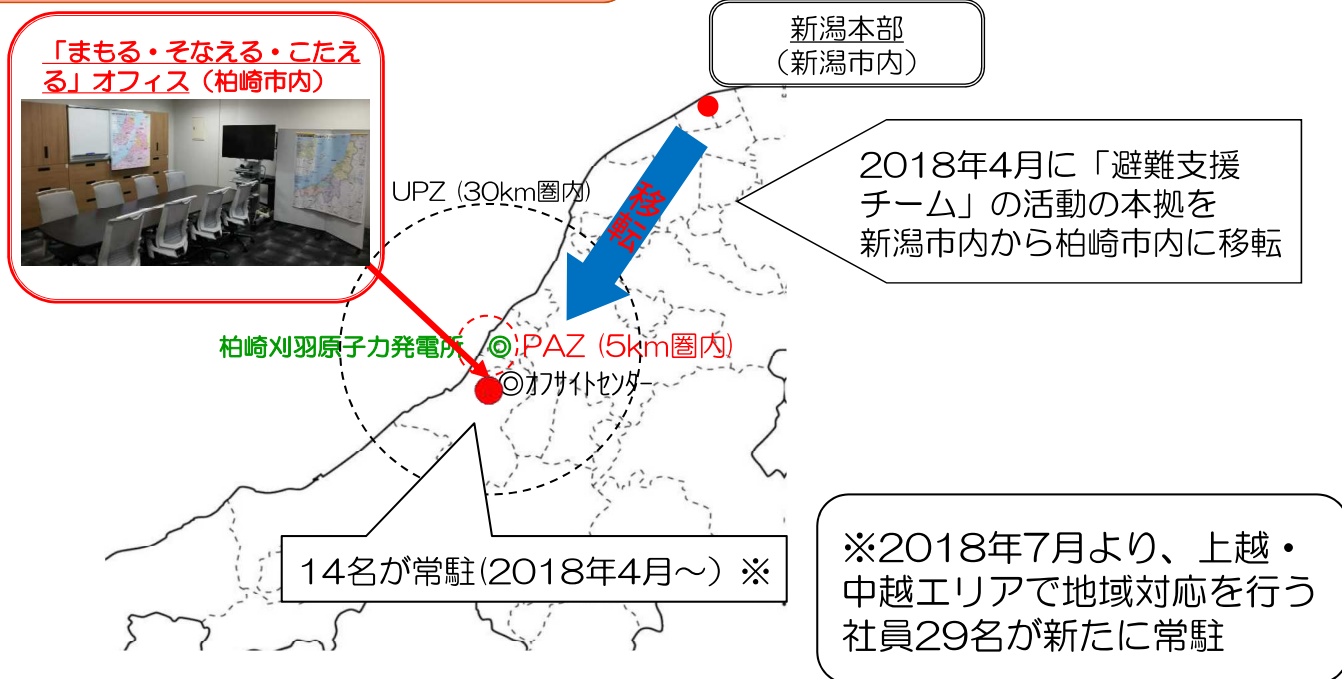 「まもる・そなえる・こたえ
る」オフィス（柏崎市内）
新潟本部
（新潟市内）
2018年4月に「避難支援
チーム」の活動の本拠を
新潟市内から柏崎市内に移転
UPZ（30km圏内）
移転
柏崎刈羽原子力発電所 ◎
PAZ（5km圏内）
◎オフサイトセンター
14名が常駐(2018年4月～）※
※2018年7月より、上越・
中越エリアで地域対応を行う
社員29名が新たに常駐